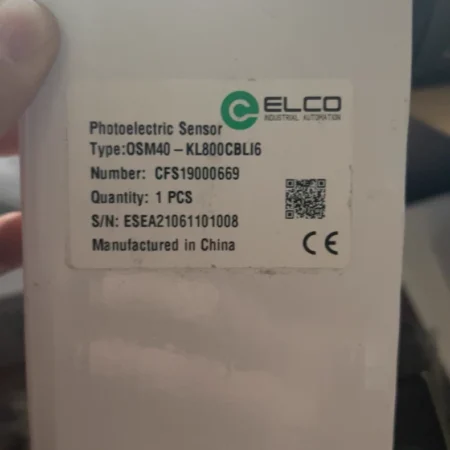 ELCO
INDUSTRIAL AUTOMATION
Photoelectric Sensor
Type:OSM40-KL800CBLI6
Number: CFS19000669
Quantity: 1 PCS
S/N: ESEA21061101008
Manufactured in China
CE